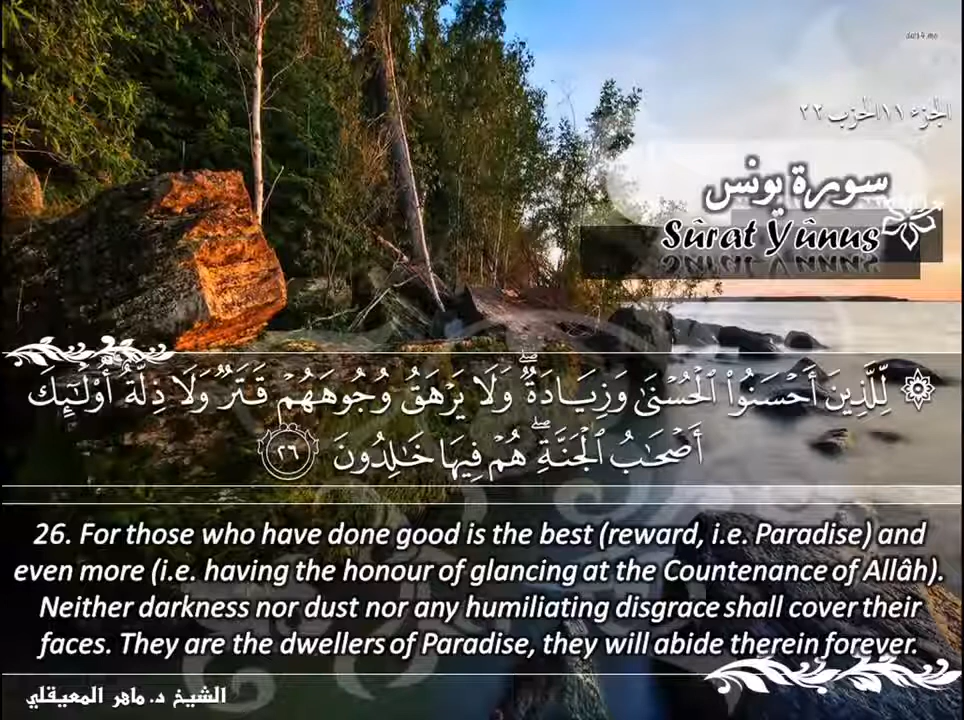 الجزء ١١ الحزب ٢٢
سورة يونس
Sûrat Yûnus
۞ لِّلَّذِينَ أَحْسَنُوا۟ ٱلْحُسْنَىٰ وَزِيَادَةٌ ۖ وَلَا يَرْهَقُ وُجُوهَهُمْ قَتَرٌ وَلَا ذِلَّةٌ ۚ أُو۟لَـٰٓئِكَ
أَصْحَـٰبُ ٱلْجَنَّةِ ۖ هُمْ فِيهَا خَـٰلِدُونَ ٢٦
26. For those who have done good is the best (reward, i.e. Paradise) and
even more (i.e. having the honour of glancing at the Countenance of Allâh).
Neither darkness nor dust nor any humiliating disgrace shall cover their
faces. They are the dwellers of Paradise, they will abide therein forever.
الشيخ د. ماهر المعيقلي